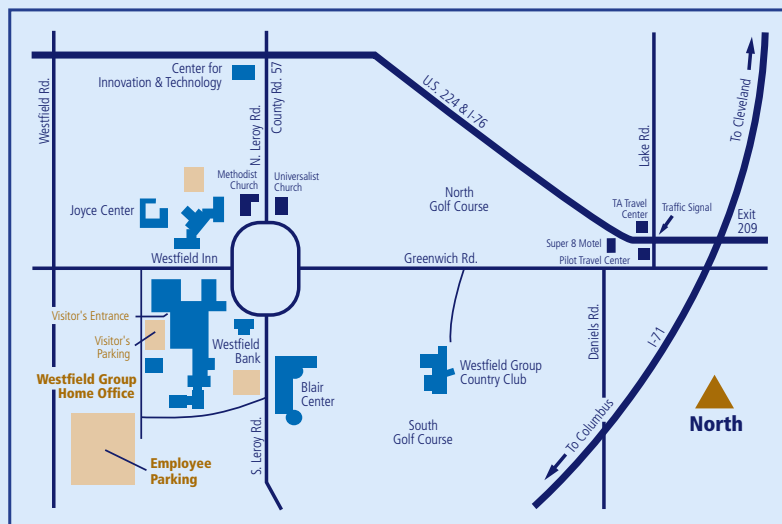 Westfield Rd.
Center for
Innovation & Technology
N. Leroy Rd.
County Rd. 57
U.S. 224 & I-76
Lake Rd.
To Cleveland
Methodist
Church
Universalist
Church
Joyce Center
North
Golf Course
TA Travel
Center
Traffic Signal
Exit
209
Super 8 Motel
Pilot Travel Center
Westfield Inn
Greenwich Rd.
Visitor's Entrance
Visitor's
Parking
Westfield
Bank
Daniels Rd.
I-71
Westfield Group
Home Office
Blair
Center
Westfield Group
Country Club
South
Golf Course
S. Leroy Rd.
To Columbus
North
Employee
Parking